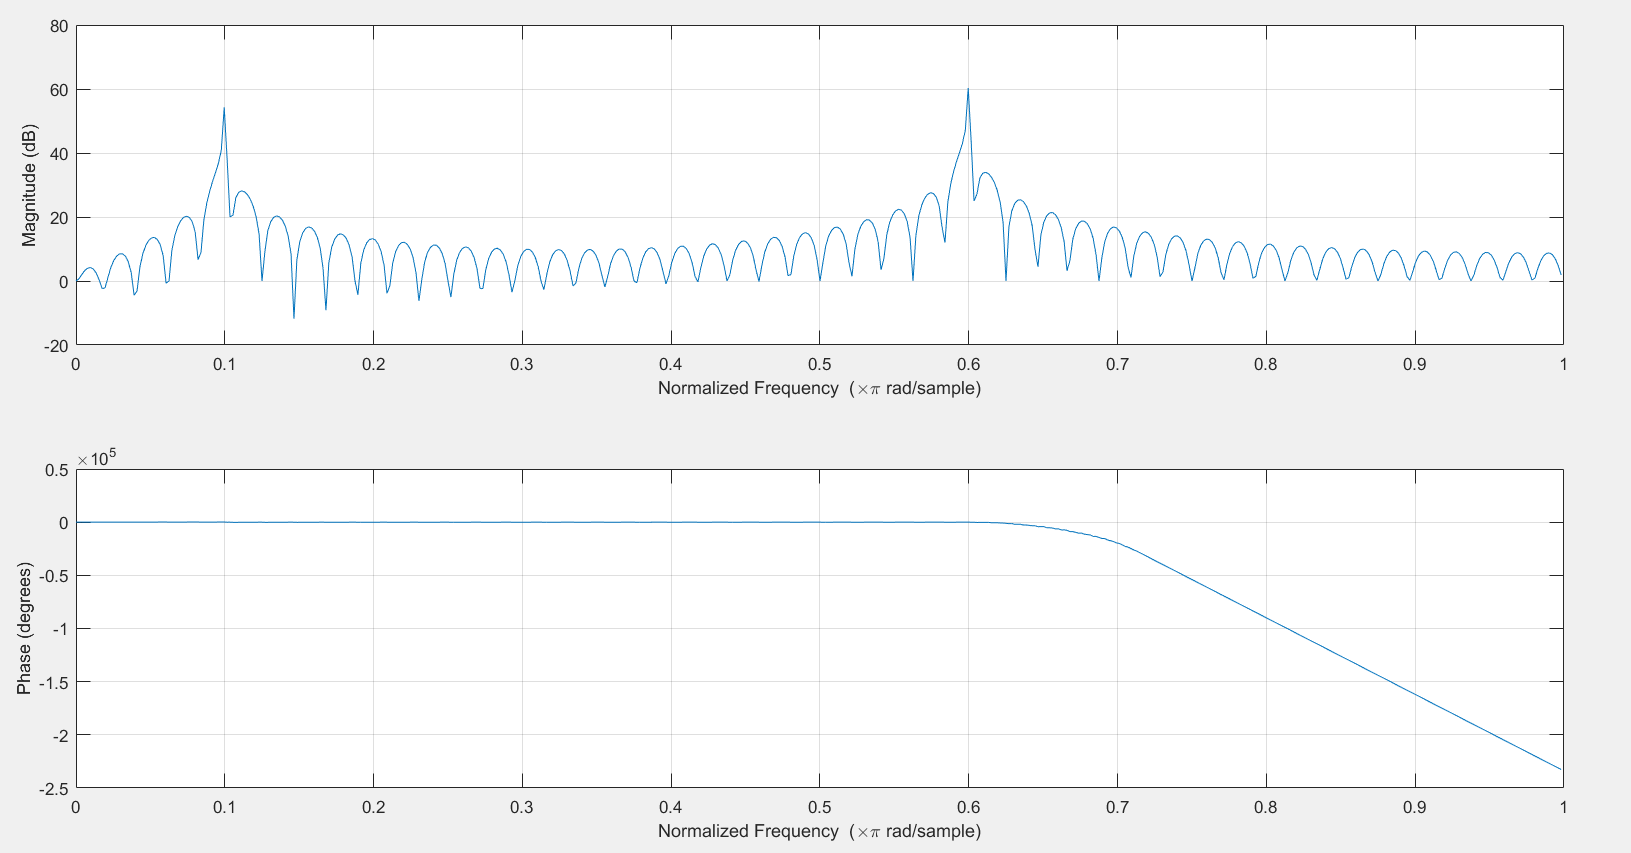 80
60
40
20
0
-20
Magnitude (dB)
0 0.1 0.2 0.3 0.4 0.5 0.6 0.7 0.8 0.9 1
Normalized Frequency (×π rad/sample)
×10⁵
0.5
0
-0.5
-1
-1.5
-2
-2.5
Phase (degrees)
0 0.1 0.2 0.3 0.4 0.5 0.6 0.7 0.8 0.9 1
Normalized Frequency (×π rad/sample)